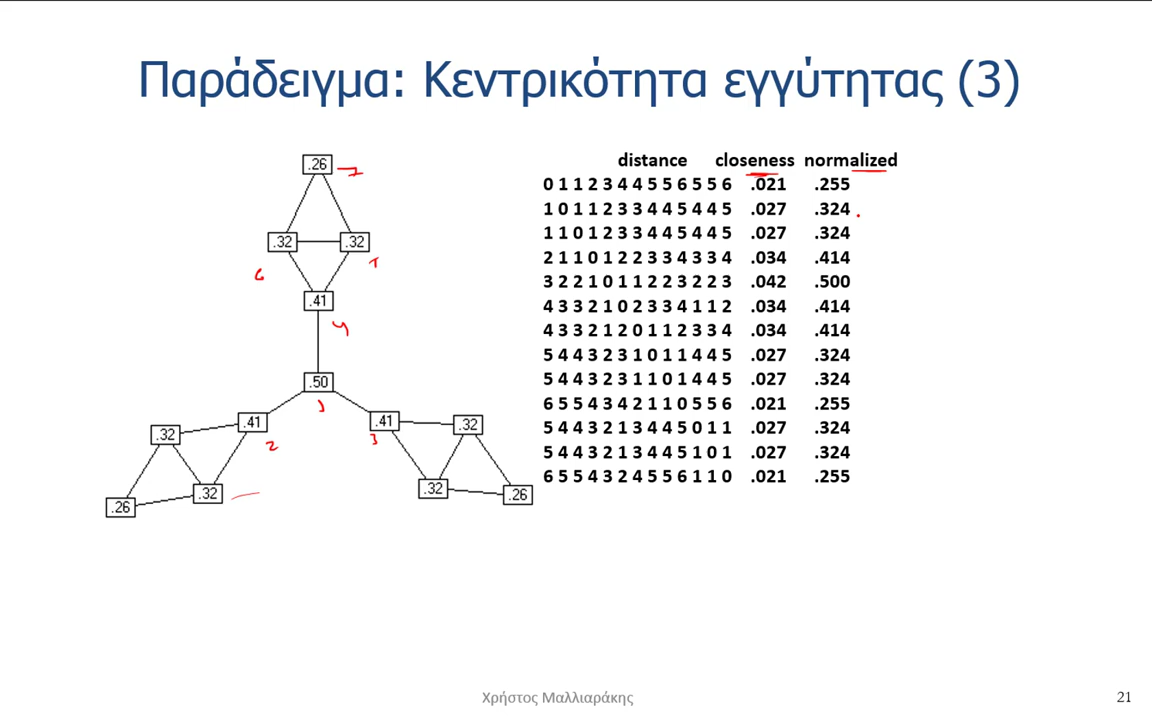 Παράδειγμα: Κεντρικότητα εγγύτητας (3)
.26
.32 .32
.41
.50
.41 .41
.32 .32
.32 .32
.26 .26
distance closeness normalized
0 1 1 2 3 4 4 5 5 6 5 5 6 .021 .255
1 0 1 1 2 3 3 4 4 5 4 4 5 .027 .324
1 1 0 1 2 3 3 4 4 5 4 4 5 .027 .324
2 1 1 0 1 2 2 3 3 4 3 3 4 .034 .414
3 2 2 1 0 1 1 2 2 3 2 2 3 .042 .500
4 3 3 2 1 0 2 3 3 4 1 1 2 .034 .414
4 3 3 2 1 2 0 1 1 2 3 3 4 .034 .414
5 4 4 3 2 3 1 0 1 1 4 4 5 .027 .324
5 4 4 3 2 3 1 1 0 1 4 4 5 .027 .324
6 5 5 4 3 4 2 1 1 0 5 5 6 .021 .255
5 4 4 3 2 1 3 4 4 5 0 1 1 .027 .324
5 4 4 3 2 1 3 4 4 5 1 0 1 .027 .324
6 5 5 4 3 2 4 5 5 6 1 1 0 .021 .255
Χρήστος Μαλλιαράκης
21